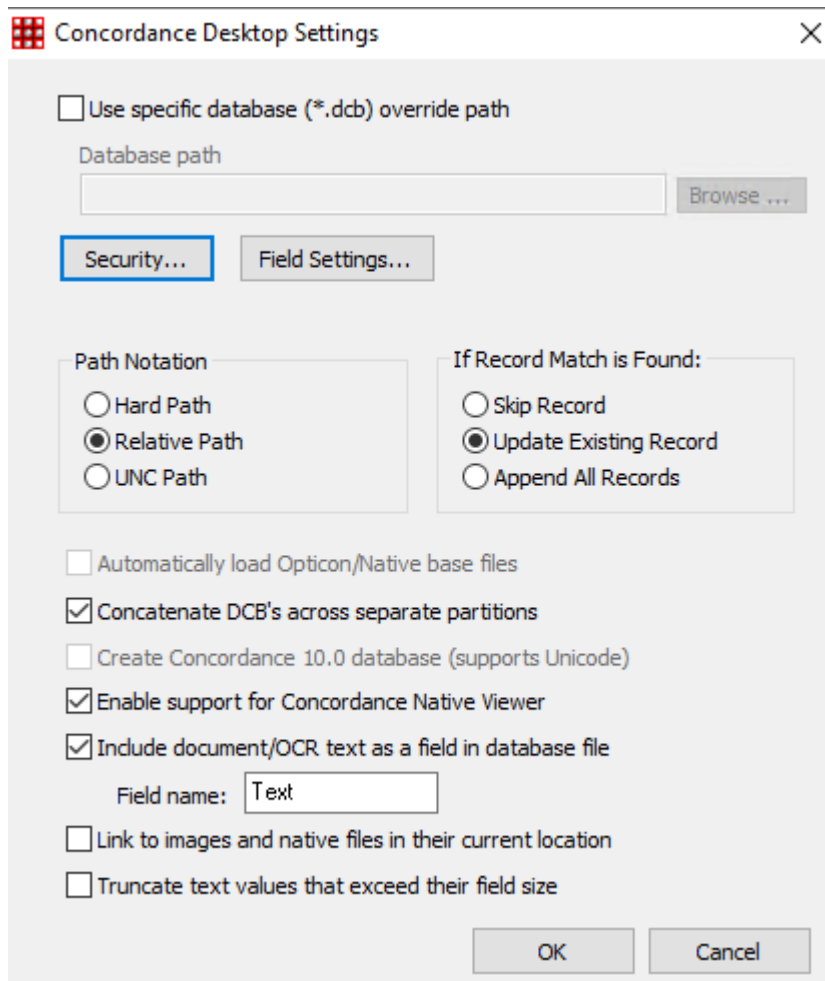 Concordance Desktop Settings
Use specific database (*.dcb) override path
Database path
Browse ...
Security...
Field Settings...
Path Notation
Hard Path
Relative Path
UNC Path
If Record Match is Found:
Skip Record
Update Existing Record
Append All Records
Automatically load Opticon/Native base files
Concatenate DCB's across separate partitions
Create Concordance 10.0 database (supports Unicode)
Enable support for Concordance Native Viewer
Include document/OCR text as a field in database file
Field name: Text
Link to images and native files in their current location
Truncate text values that exceed their field size
OK
Cancel